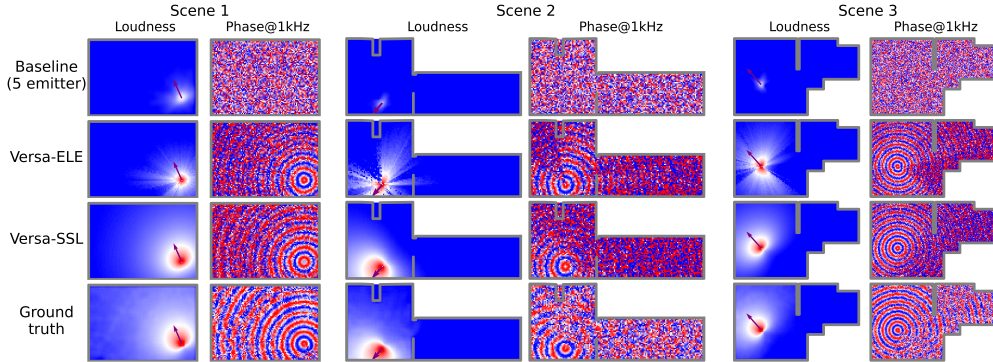 Scene 1
Scene 2
Scene 3
Loudness
Phase@1kHz
Loudness
Phase@1kHz
Loudness
Phase@1kHz
Baseline
(5 emitter)
Versa-ELE
Versa-SSL
Ground
truth